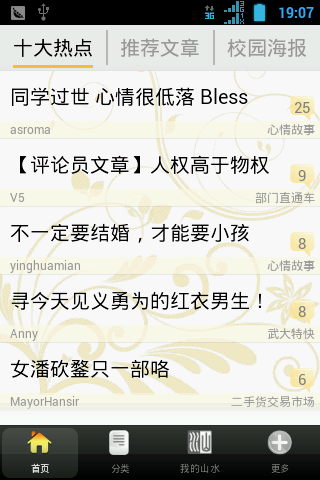 3G
3G
19:07
十大热点
推荐文章
校园海报
同学过世 心情很低落 Bless
25
asroma
心情故事
【评论员文章】人权高于物权
9
V5
部门直通车
不一定要结婚，才能要小孩
8
yinghuamian
心情故事
寻今天见义勇为的红衣男生！
8
Anny
武大特快
女潘砍鏊只一部咯
6
MayorHansir
二手货交易市场
首页
分类
我的山水
更多